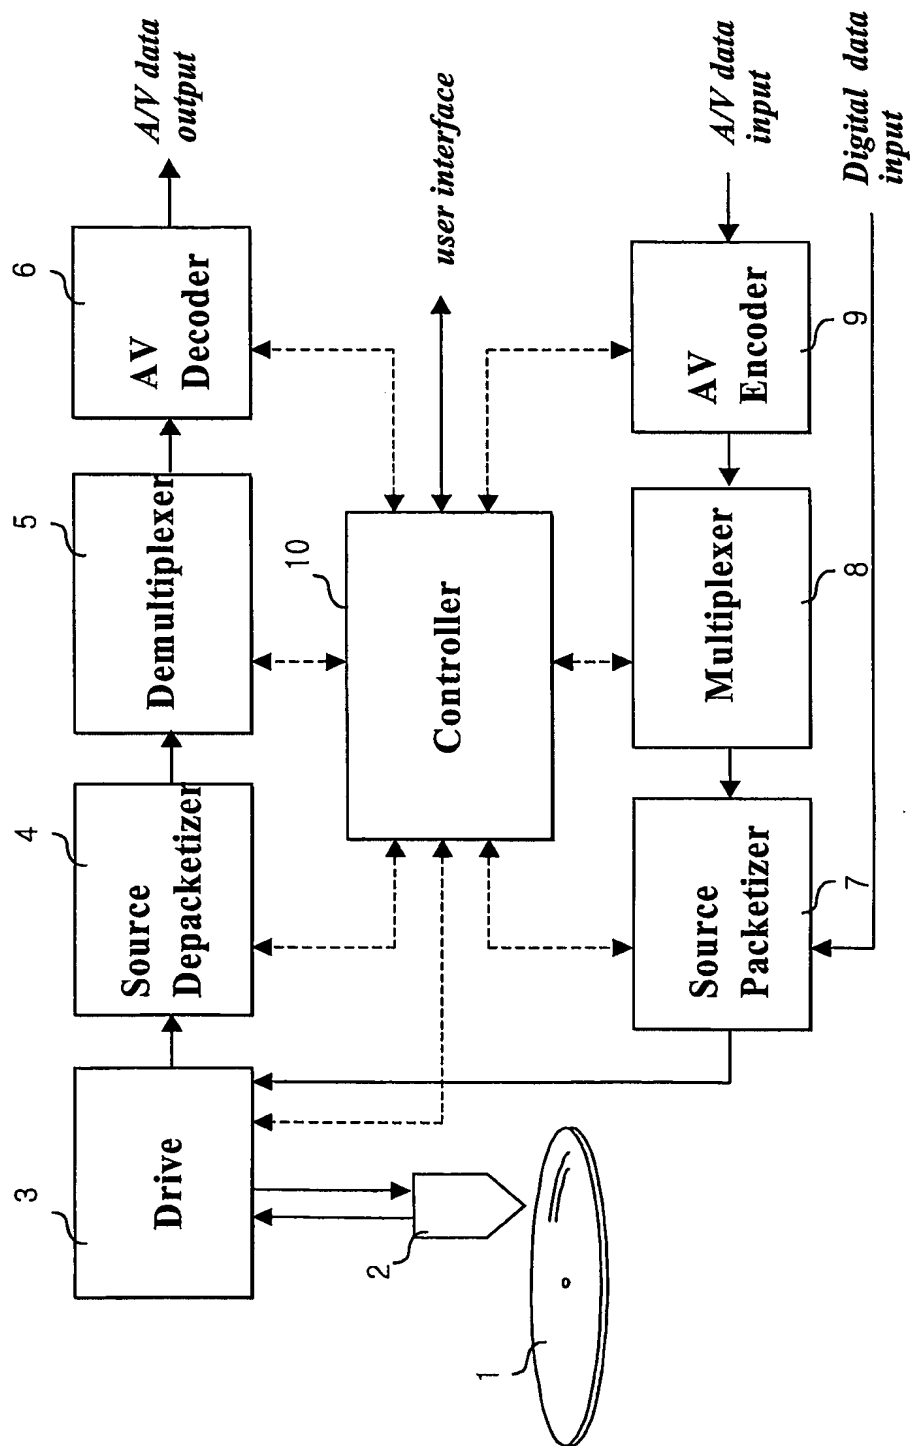 3
Drive
4
Source
Depacketizer
5
Demultiplexer
6
AV
Decoder
A/V data
output
2
10
Controller
user interface
1
Source
Packetizer
7
Multiplexer
8
AV
Encoder
9
A/V data
input
Digital data
input